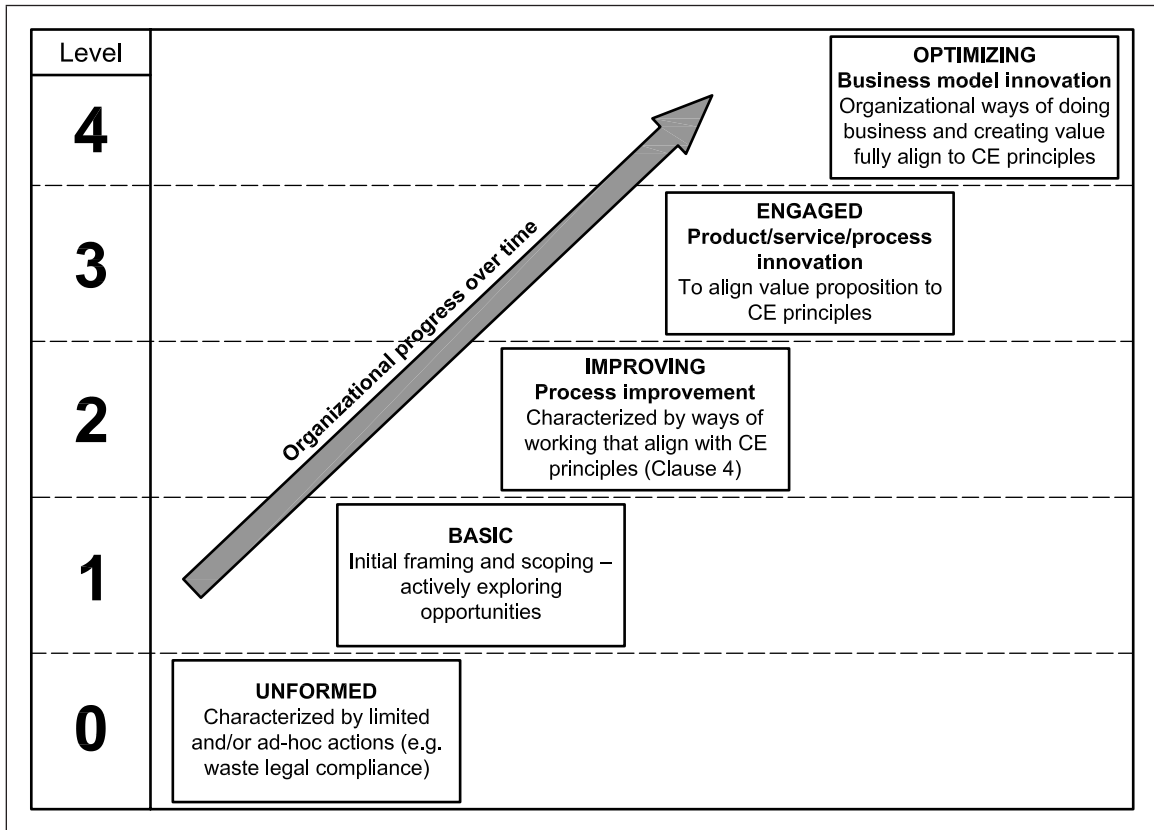 Level
4
OPTIMIZING
Business model innovation
Organizational ways of doing
business and creating value
fully align to CE principles
3
ENGAGED
Product/service/process
innovation
To align value proposition to
CE principles
Organizational progress over time
2
IMPROVING
Process improvement
Characterized by ways of
working that align with CE
principles (Clause 4)
1
BASIC
Initial framing and scoping –
actively exploring
opportunities
0
UNFORMED
Characterized by limited
and/or ad-hoc actions (e.g.
waste legal compliance)